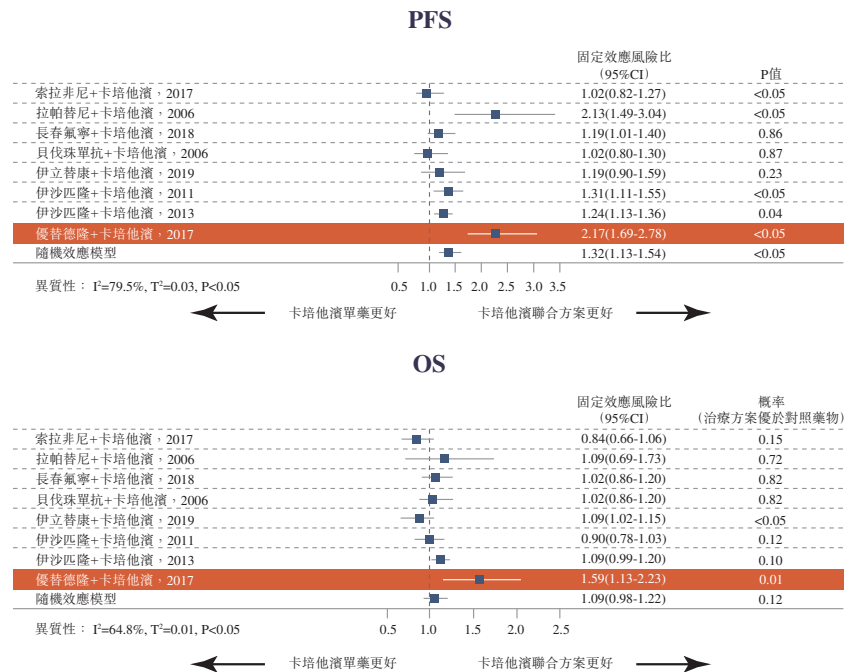 PFS
固定效應風險比
(95%CI) P值
索拉非尼+卡培他濱，2017 1.02(0.82-1.27) <0.05
拉帕替尼+卡培他濱，2006 2.13(1.49-3.04) <0.05
長春氟寧+卡培他濱，2018 1.19(1.01-1.40) 0.86
貝伐珠單抗+卡培他濱，2006 1.02(0.80-1.30) 0.87
伊立替康+卡培他濱，2019 1.19(0.90-1.59) 0.23
伊沙匹隆+卡培他濱，2011 1.31(1.11-1.55) <0.05
伊沙匹隆+卡培他濱，2013 1.24(1.13-1.36) 0.04
優替德隆+卡培他濱，2017 2.17(1.69-2.78) <0.05
隨機效應模型 1.32(1.13-1.54) <0.05
異質性： I²=79.5%, T²=0.03, P<0.05 0.5 1.0 1.5 2.0 2.5 3.0 3.5
卡培他濱單藥更好 卡培他濱聯合方案更好
OS
固定效應風險比 概率
(95%CI) (治療方案優於對照藥物)
索拉非尼+卡培他濱，2017 0.84(0.66-1.06) 0.15
拉帕替尼+卡培他濱，2006 1.09(0.69-1.73) 0.72
長春氟寧+卡培他濱，2018 1.02(0.86-1.20) 0.82
貝伐珠單抗+卡培他濱，2006 1.02(0.86-1.20) 0.82
伊立替康+卡培他濱，2019 1.09(1.02-1.15) <0.05
伊沙匹隆+卡培他濱，2011 0.90(0.78-1.03) 0.12
伊沙匹隆+卡培他濱，2013 1.09(0.99-1.20) 0.10
優替德隆+卡培他濱，2017 1.59(1.13-2.23) 0.01
隨機效應模型 1.09(0.98-1.22) 0.12
異質性： I²=64.8%, T²=0.01, P<0.05 0.5 1.0 1.5 2.0 2.5
卡培他濱單藥更好 卡培他濱聯合方案更好